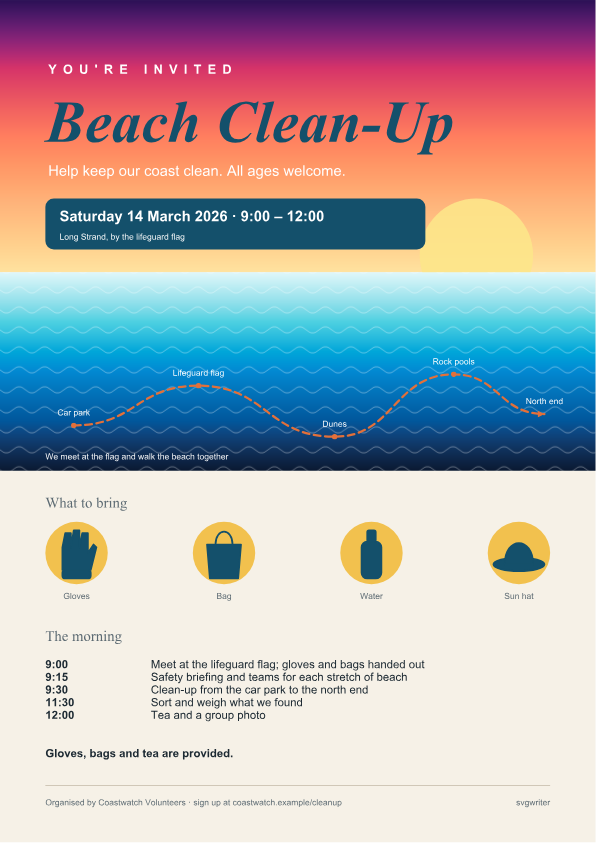 YOU'RE INVITED
Beach Clean-Up
Help keep our coast clean. All ages welcome.
Saturday 14 March 2026 · 9:00 – 12:00
Long Strand, by the lifeguard flag
Rock pools
Lifeguard flag
North end
Car park
Dunes
We meet at the flag and walk the beach together
What to bring
Gloves Bag Water Sun hat
The morning
9:00 Meet at the lifeguard flag; gloves and bags handed out
9:15 Safety briefing and teams for each stretch of beach
9:30 Clean-up from the car park to the north end
11:30 Sort and weigh what we found
12:00 Tea and a group photo
Gloves, bags and tea are provided.
Organised by Coastwatch Volunteers · sign up at coastwatch.example/cleanup svgwriter